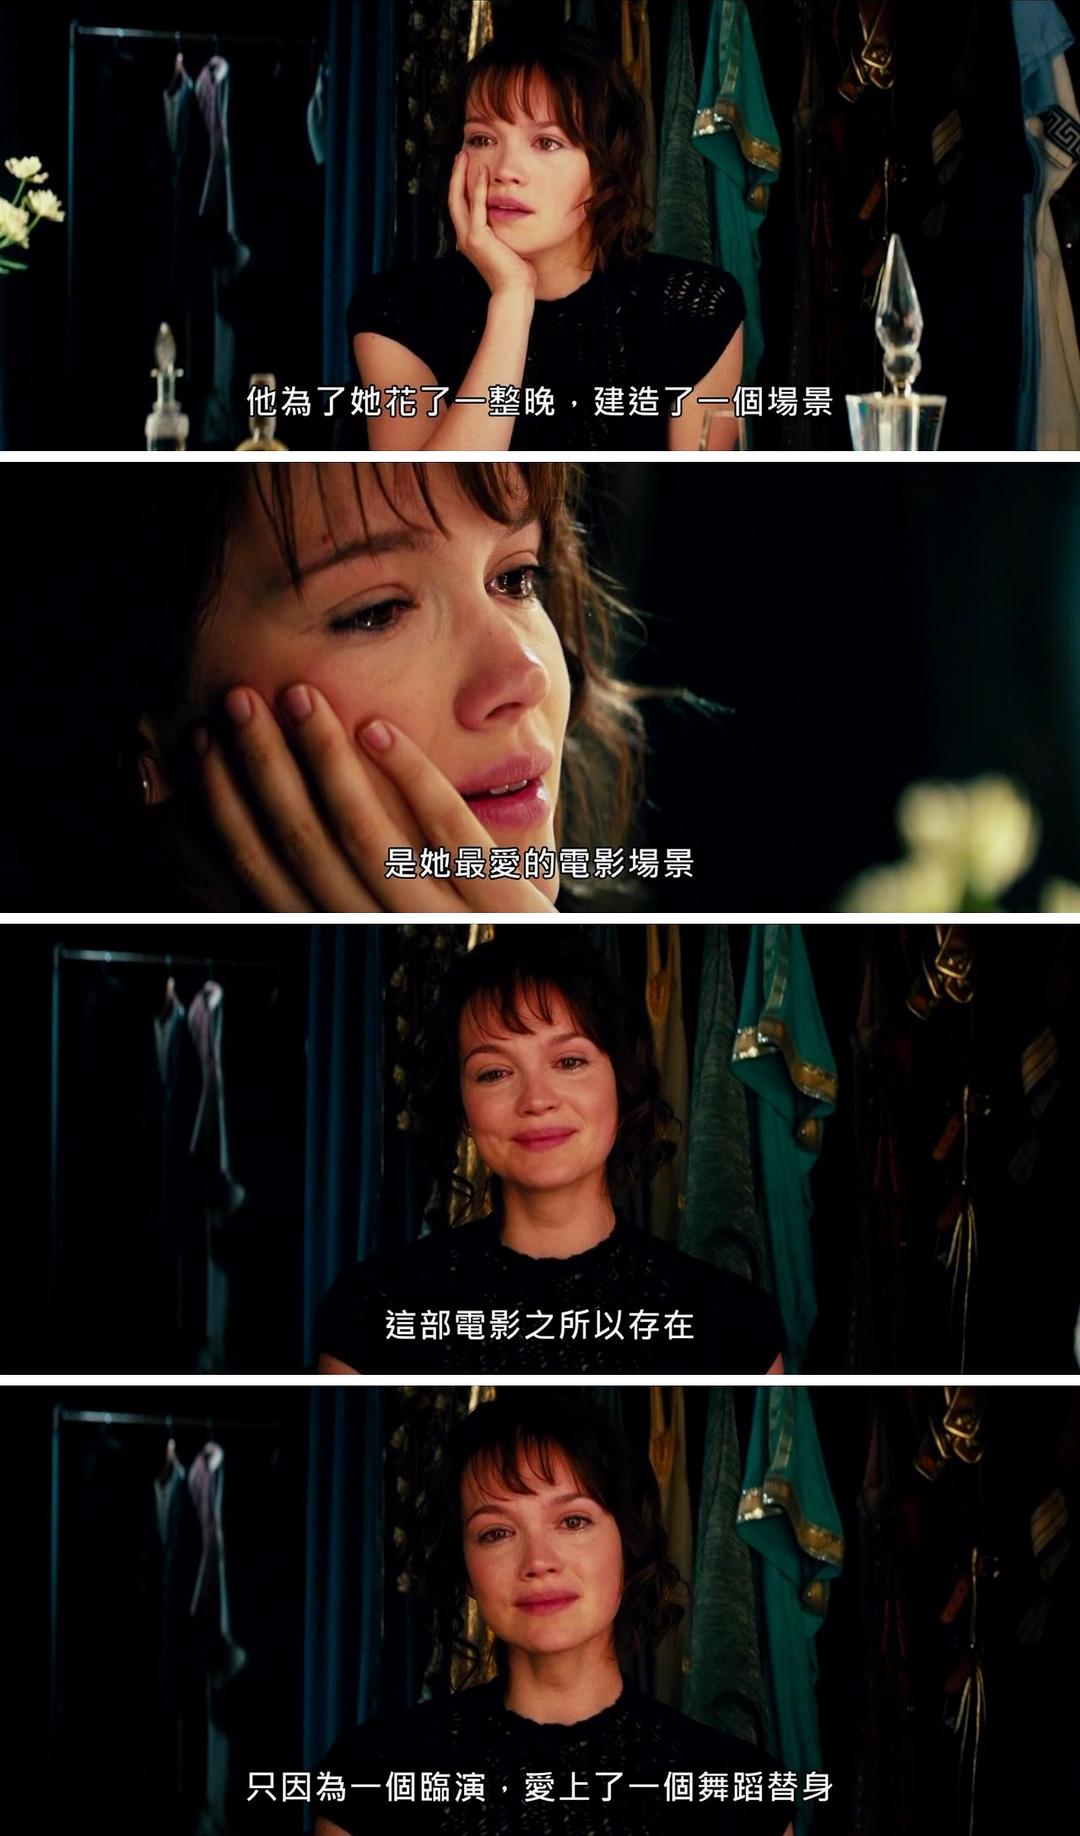 他為了她花了一整晚，建造了一個場景
是她最愛的電影場景
這部電影之所以存在
只因為一個臨演，愛上了一個舞蹈替身